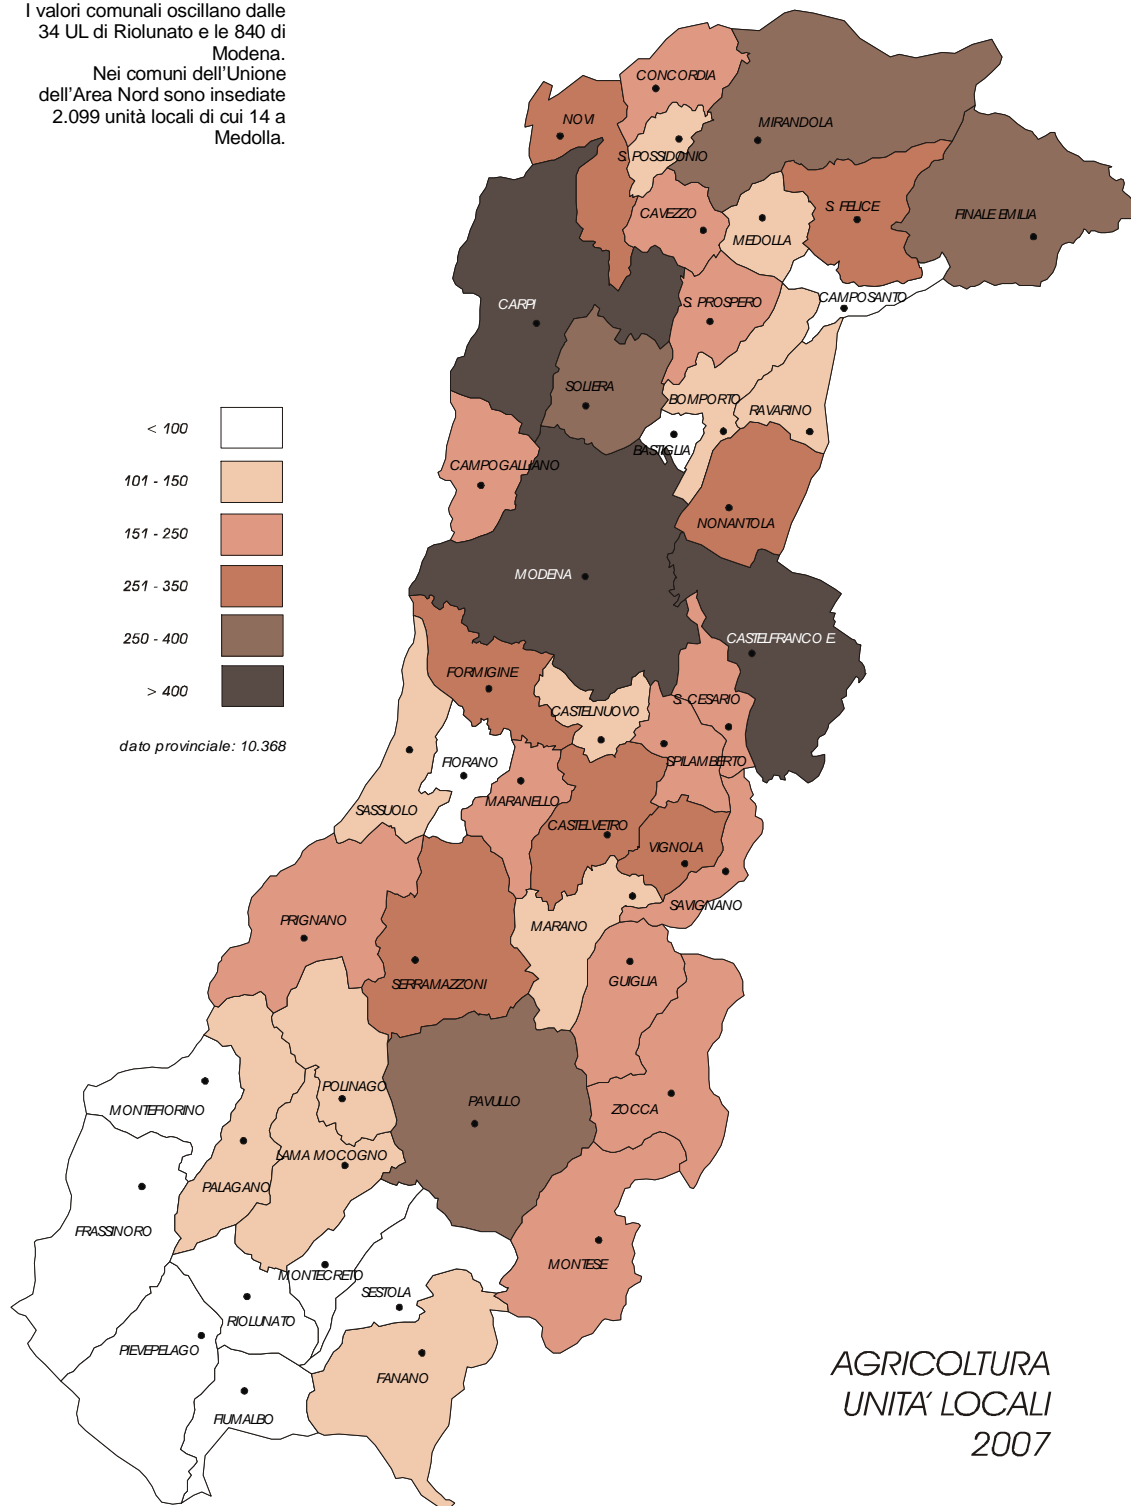 I valori comunali oscillano dalle
34 UL di Riolunato e le 840 di
Modena.
Nei comuni dell'Unione
dell'Area Nord sono insediate
2.099 unità locali di cui 14 a
Medolla.
CONCORDIA
NOVI
MIRANDOLA
S. POSSIDONIO
CAVEZZO
S. FELICE
FINALE EMILIA
MEDOLLA
CARPI
S. PROSPERO
CAMPOSANTO
SOLIERA
BOMPORTO
RAVARINO
BASTIGLIA
CAMPOGALLIANO
NONANTOLA
MODENA
CASTELFRANCO E.
< 100
101 - 150
151 - 250
251 - 350
250 - 400
> 400
dato provinciale: 10.368
FORMIGINE
S. CESARIO
CASTELNUOVO
FIORANO
SPILAMBERTO
MARANELLO
SASSUOLO
CASTELVETRO
VIGNOLA
SAVIGNANO
PRIGNANO
MARANO
GUIGLIA
SERRAMAZZONI
POLINAGO
PAVULLO
ZOCCA
MONTEFIORINO
LAMA MOCOGNO
PALAGANO
FRASSINORO
MONTESE
MONTECRETO
SESTOLA
RIOLUNATO
PIEVEPELAGO
FANANO
FIUMALBO
AGRICOLTURA
UNITA' LOCALI
2007